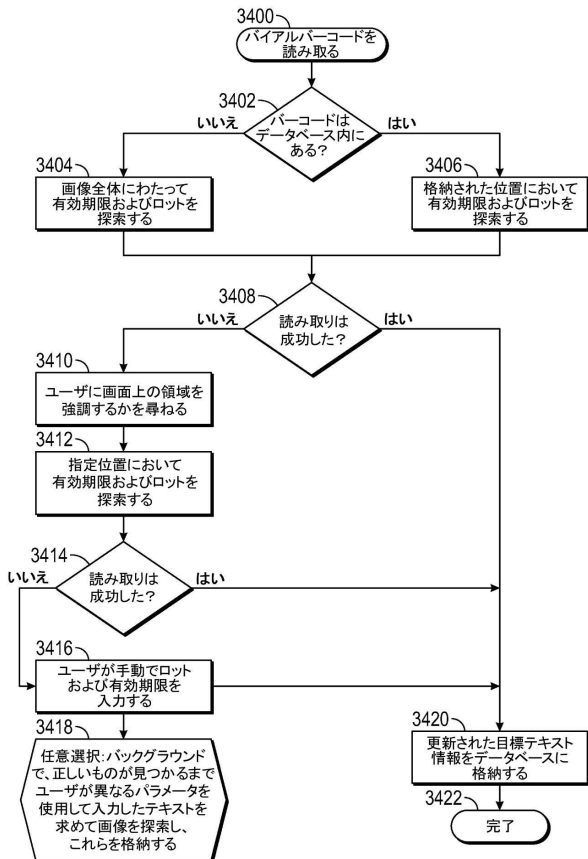 3400
バイアルバーコードを
読み取る
3402
バーコードは
データベース内に
ある?
いいえ
はい
3404
画像全体にわたって
有効期限およびロットを
探索する
3406
格納された位置において
有効期限およびロットを
探索する
3408
読み取りは
成功した?
いいえ
はい
3410
ユーザに画面上の領域を
強調するかを尋ねる
3412
指定位置において
有効期限およびロットを
探索する
3414
読み取りは
成功した?
いいえ
はい
3416
ユーザが手動でロット
および有効期限を
入力する
3418
任意選択:バックグラウンド
で、正しいものが見つかるまで
ユーザが異なるパラメータを
使用して入力したテキストを
求めて画像を探索し、
これらを格納する
3420
更新された目標テキスト
情報をデータベースに
格納する
3422
完了